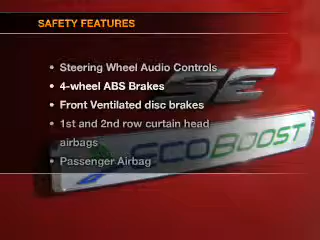 SAFETY FEATURES
• Steering Wheel Audio Controls
• 4-wheel ABS Brakes
• Front Ventilated disc brakes
• 1st and 2nd row curtain head
airbags
• Passenger Airbag
SE
ECOBOOST